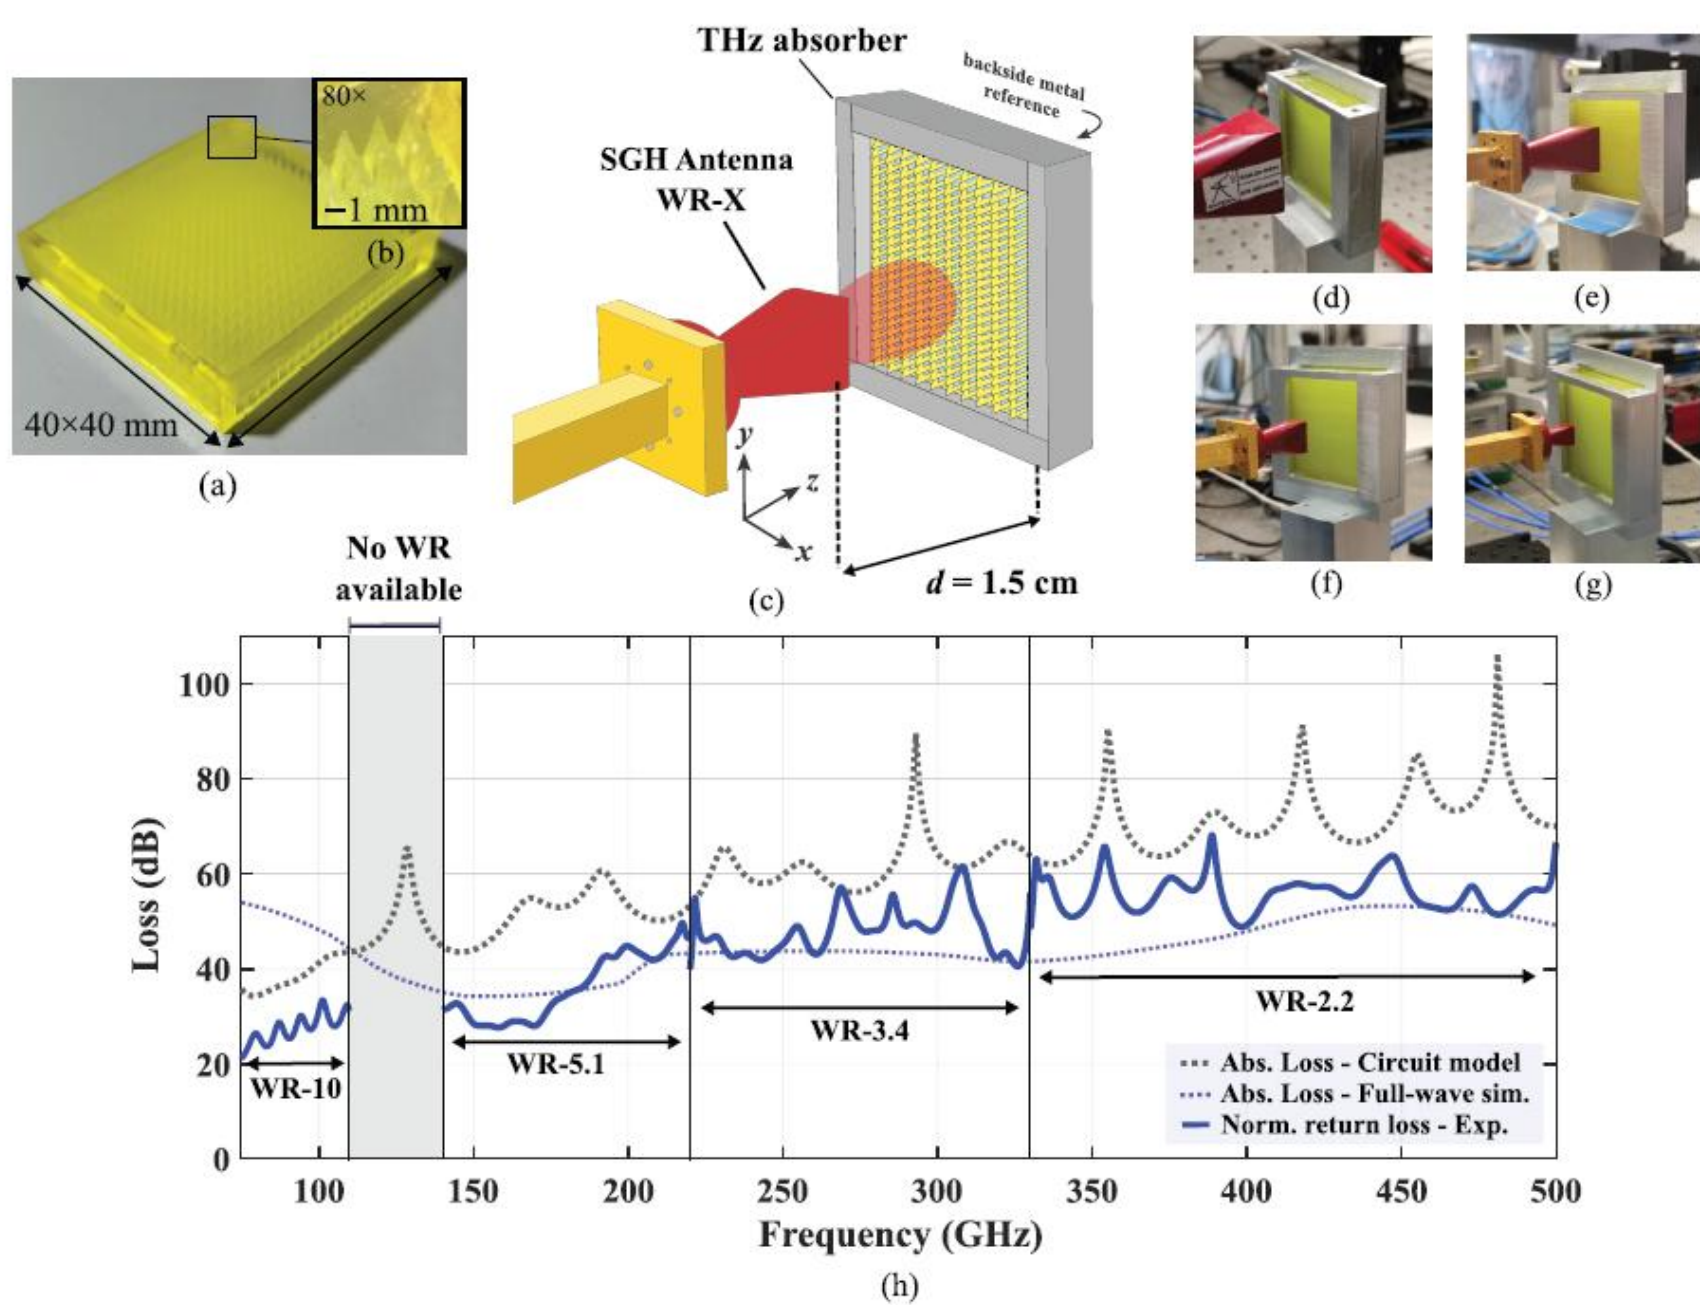 THz absorber
backside metal
reference
80×
1 mm
(b)
40×40 mm
(a)
SGH Antenna
WR-X
y
z
x
d = 1.5 cm
(c)
(d)
(e)
(f)
(g)
No WR
available
Loss (dB)
100
80
60
40
20
0
WR-10
WR-5.1
WR-3.4
WR-2.2
Abs. Loss - Circuit model
Abs. Loss - Full-wave sim.
Norm. return loss - Exp.
100
150
200
250
300
350
400
450
500
Frequency (GHz)
(h)